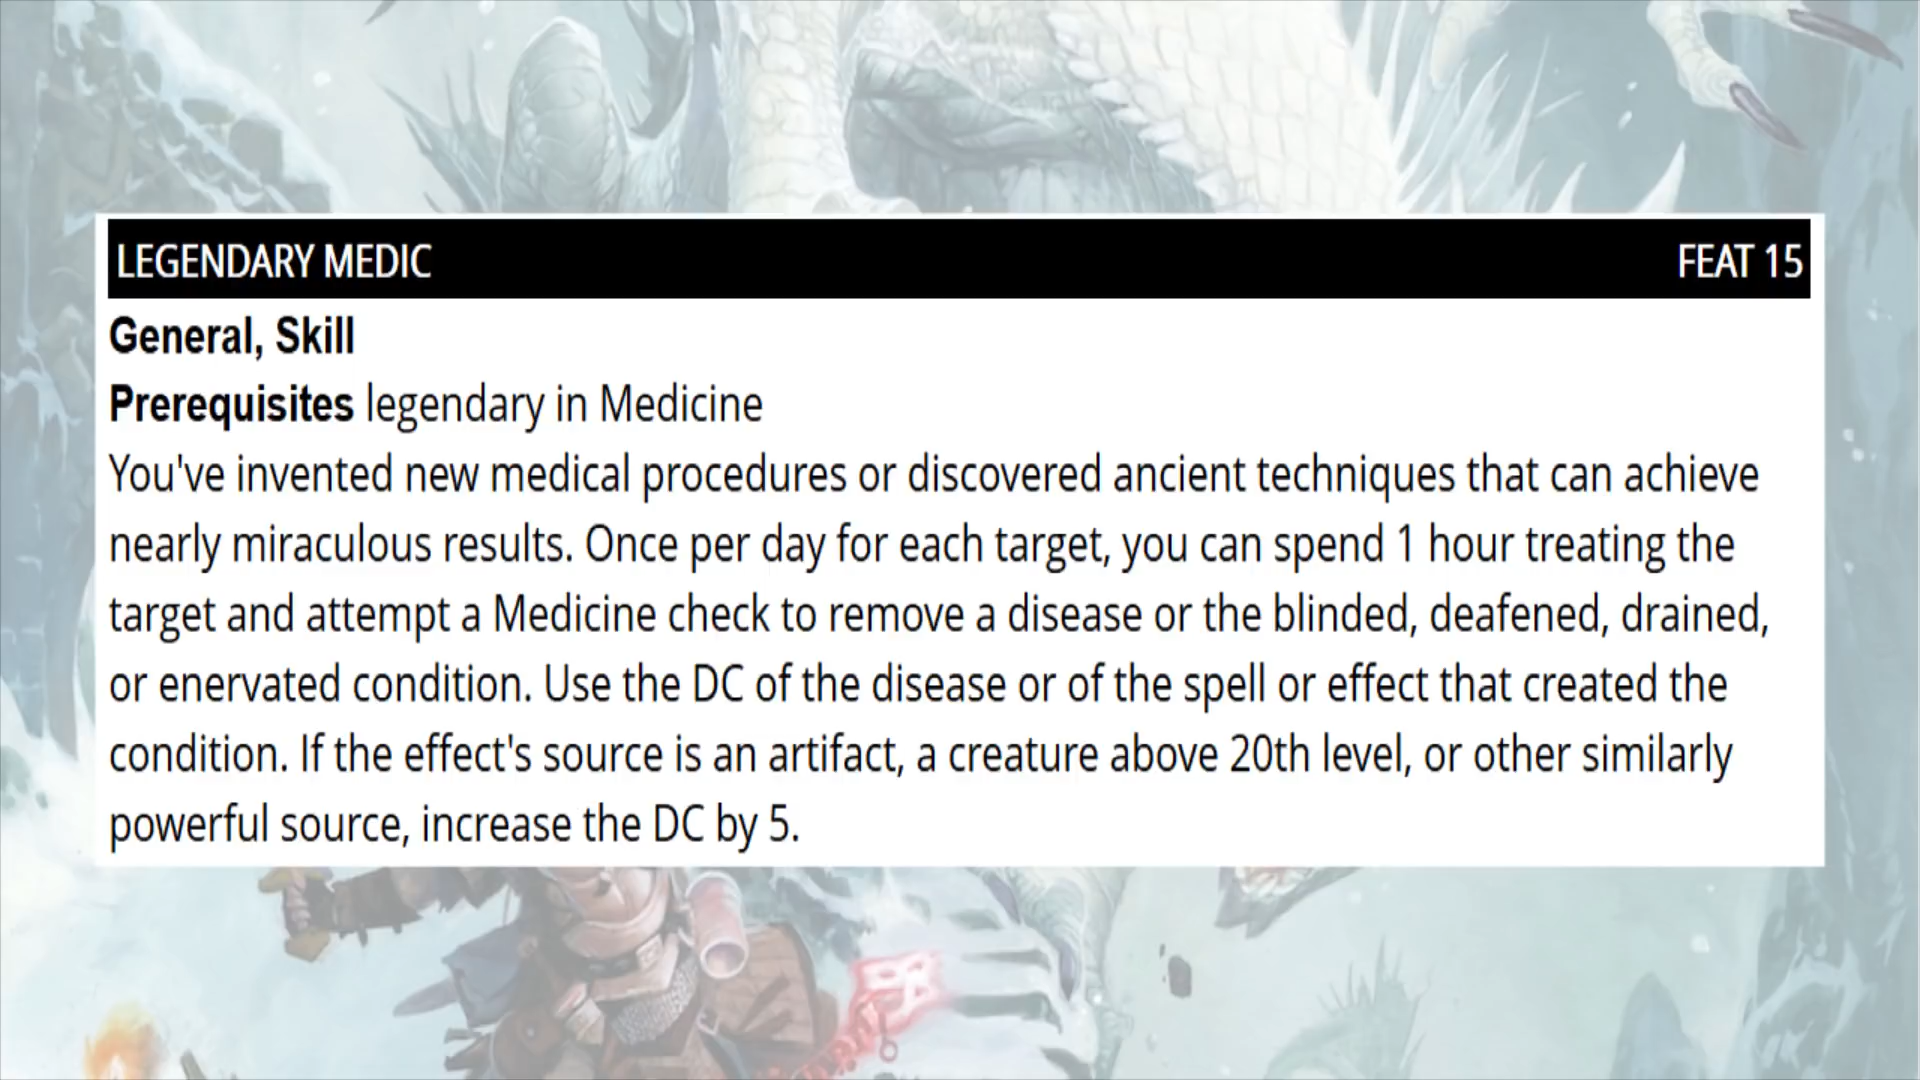 LEGENDARY MEDIC FEAT 15
General, Skill
Prerequisites legendary in Medicine
You've invented new medical procedures or discovered ancient techniques that can achieve
nearly miraculous results. Once per day for each target, you can spend 1 hour treating the
target and attempt a Medicine check to remove a disease or the blinded, deafened, drained,
or enervated condition. Use the DC of the disease or of the spell or effect that created the
condition. If the effect's source is an artifact, a creature above 20th level, or other similarly
powerful source, increase the DC by 5.